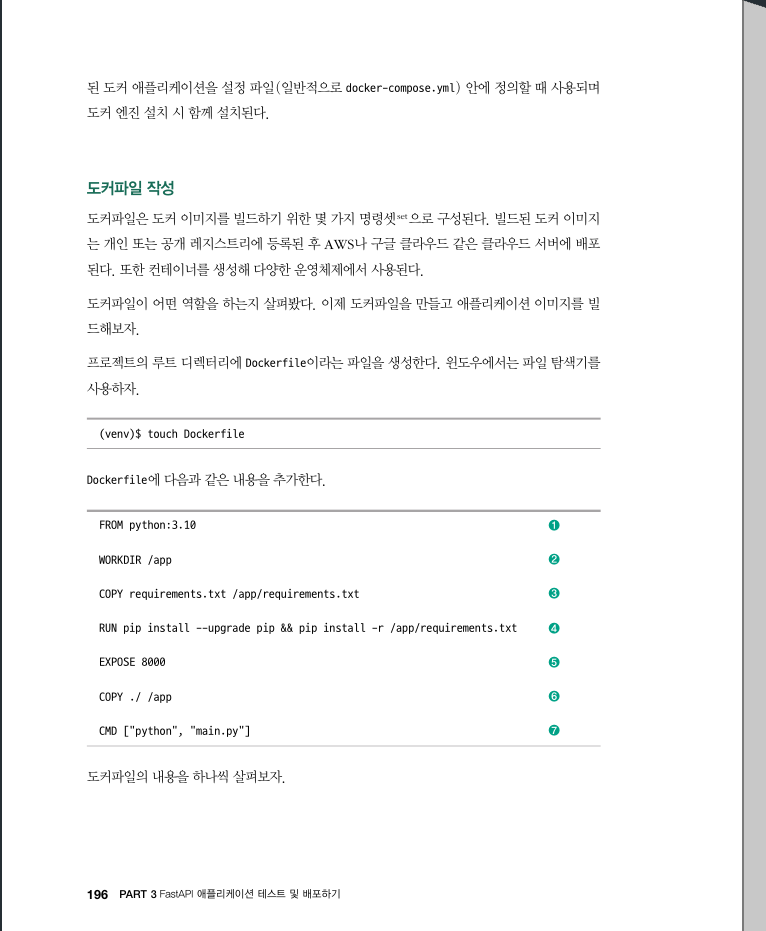 된 도커 애플리케이션을 설정 파일(일반적으로 docker-compose.yml) 안에 정의할 때 사용되며
도커 엔진 설치 시 함께 설치된다.
도커파일 작성
도커파일은 도커 이미지를 빌드하기 위한 몇 가지 명령셋set으로 구성된다. 빌드된 도커 이미지
는 개인 또는 공개 레지스트리에 등록된 후 AWS나 구글 클라우드 같은 클라우드 서버에 배포
된다. 또한 컨테이너를 생성해 다양한 운영체제에서 사용된다.
도커파일이 어떤 역할을 하는지 살펴봤다. 이제 도커파일을 만들고 애플리케이션 이미지를 빌
드해보자.
프로젝트의 루트 디렉터리에 Dockerfile이라는 파일을 생성한다. 윈도우에서는 파일 탐색기를
사용하자.
(venv)$ touch Dockerfile
Dockerfile에 다음과 같은 내용을 추가한다.
FROM python:3.10 ❶
WORKDIR /app ❷
COPY requirements.txt /app/requirements.txt ❸
RUN pip install --upgrade pip && pip install -r /app/requirements.txt ❹
EXPOSE 8000 ❺
COPY ./ /app ❻
CMD ["python", "main.py"] ❼
도커파일의 내용을 하나씩 살펴보자.
196 PART 3 FastAPI 애플리케이션 테스트 및 배포하기